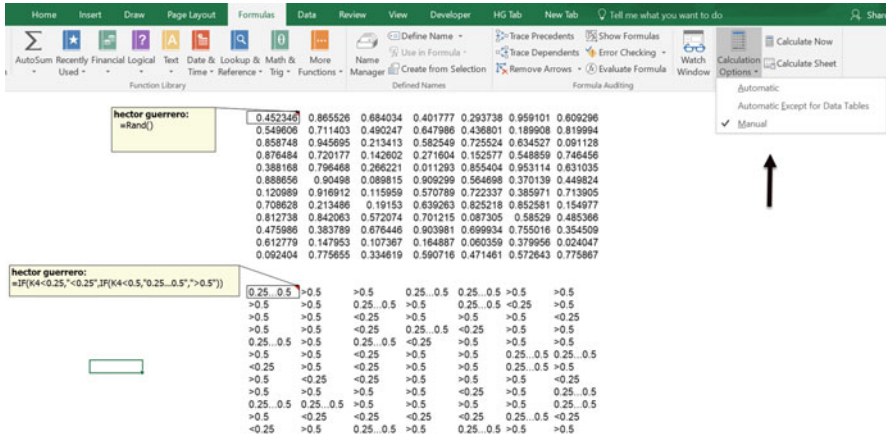 Home Insert Draw Page Layout Formulas Data Review View Developer HG Tab New Tab Tell me what you want to do Shar
AutoSum Recently Used Financial Logical Text Date & Time Lookup & Reference Math & Trig More Functions
Function Library
Name Manager
Define Name
Use in Formula
Create from Selection
Defined Names
Trace Precedents Show Formulas
Trace Dependents Error Checking
Remove Arrows Evaluate Formula
Formula Auditing
Watch Window
Calculation Options
Calculate Now
Calculate Sheet
Automatic
Automatic Except for Data Tables
Manual
hector guerrero:
=Rand()
0.452346 0.865526 0.684034 0.401777 0.293738 0.959101 0.609296
0.549606 0.711403 0.490247 0.647986 0.436801 0.189908 0.819994
0.858748 0.945695 0.213413 0.582549 0.725524 0.634527 0.091128
0.876484 0.720177 0.142602 0.271604 0.152577 0.548859 0.746456
0.388168 0.796468 0.266221 0.011293 0.855404 0.953114 0.631035
0.888656 0.90498 0.089815 0.909299 0.564698 0.370139 0.449824
0.120989 0.916912 0.115959 0.570789 0.722337 0.385971 0.713905
0.708628 0.213486 0.19153 0.639263 0.825218 0.852581 0.154977
0.812738 0.842063 0.572074 0.701215 0.087305 0.58529 0.485366
0.475986 0.383789 0.676446 0.903981 0.699934 0.755016 0.354509
0.612779 0.147953 0.107367 0.164887 0.060359 0.379956 0.024047
0.092404 0.775655 0.334619 0.590716 0.471461 0.572643 0.775867
hector guerrero:
=IF(K4<0.25,"<0.25",IF(K4<0.5,"0.25...0.5",">0.5"))
0.25...0.5 >0.5 >0.5 0.25...0.5 0.25...0.5 >0.5 >0.5
>0.5 >0.5 0.25...0.5 >0.5 0.25...0.5 <0.25 >0.5
>0.5 >0.5 <0.25 >0.5 >0.5 >0.5 <0.25
>0.5 >0.5 <0.25 0.25...0.5 <0.25 >0.5 >0.5
0.25...0.5 >0.5 0.25...0.5 <0.25 >0.5 >0.5 >0.5
>0.5 >0.5 <0.25 >0.5 >0.5 0.25...0.5 0.25...0.5
<0.25 >0.5 <0.25 >0.5 >0.5 0.25...0.5 >0.5
>0.5 <0.25 <0.25 >0.5 >0.5 >0.5 <0.25
>0.5 >0.5 >0.5 >0.5 <0.25 >0.5 0.25...0.5
0.25...0.5 0.25...0.5 >0.5 >0.5 >0.5 >0.5 0.25...0.5
>0.5 <0.25 <0.25 <0.25 <0.25 0.25...0.5 <0.25
<0.25 >0.5 0.25...0.5 >0.5 0.25...0.5 >0.5 >0.5